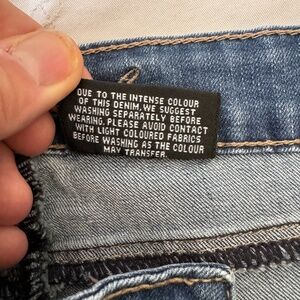 DUE TO THE INTENSE COLOUR
OF THIS DENIM. WE SUGGEST
WASHING SEPARATELY BEFORE
WEARING. PLEASE AVOID CONTACT
WITH LIGHT COLOURED FABRICS
BEFORE WASHING AS THE COLOUR
MAY TRANSFER.